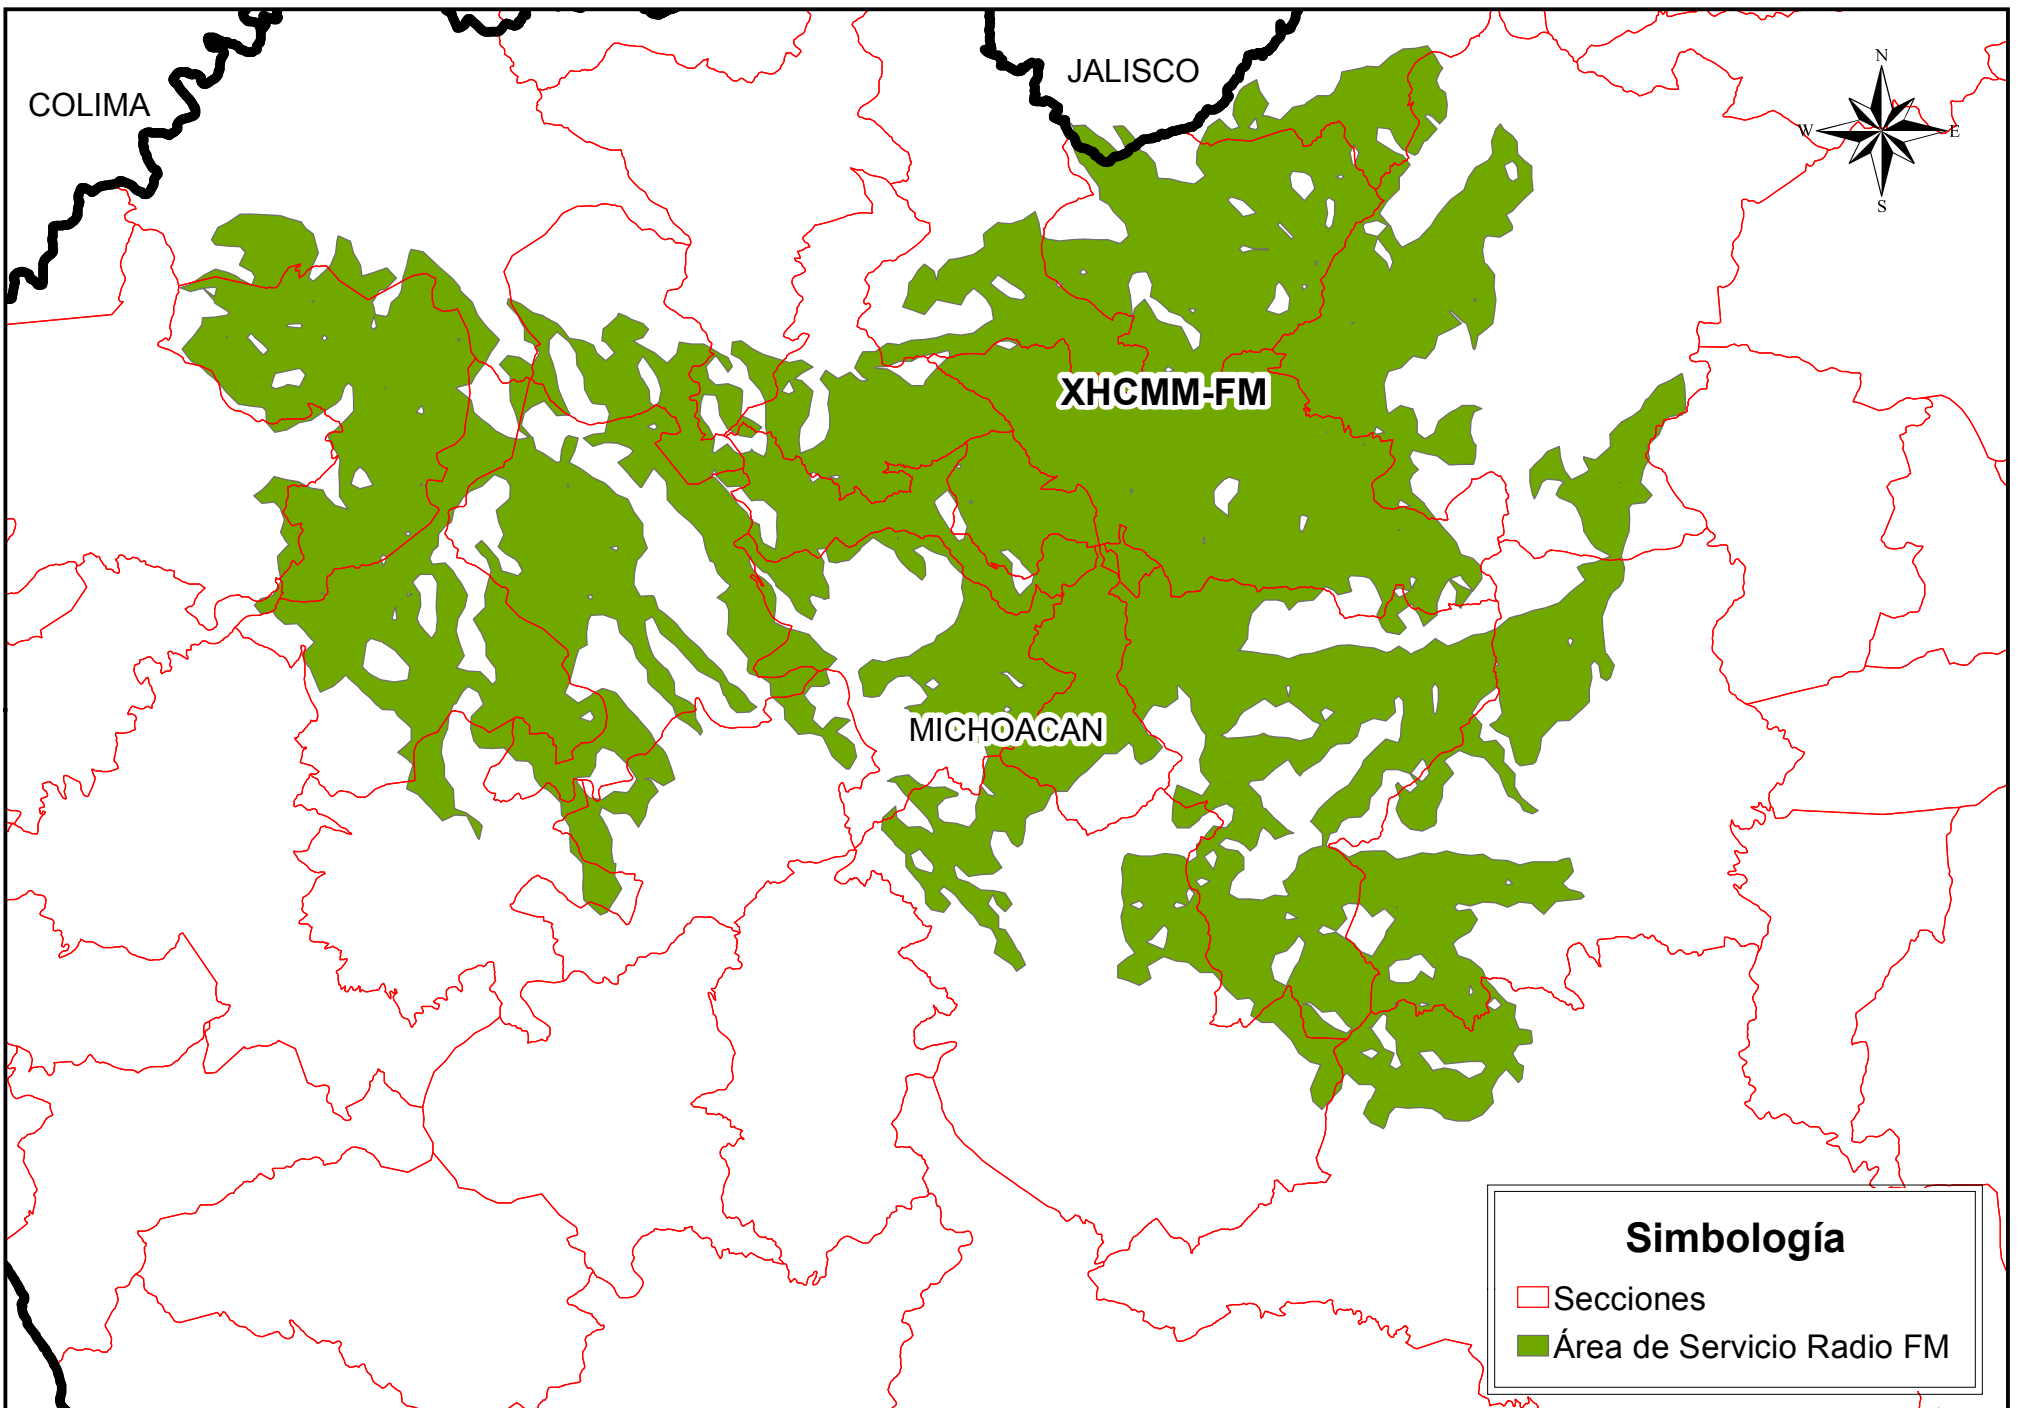 COLIMA
JALISCO
N
W
E
S
XHCMM-FM
MICHOACAN
Simbología
Secciones
Área de Servicio Radio FM